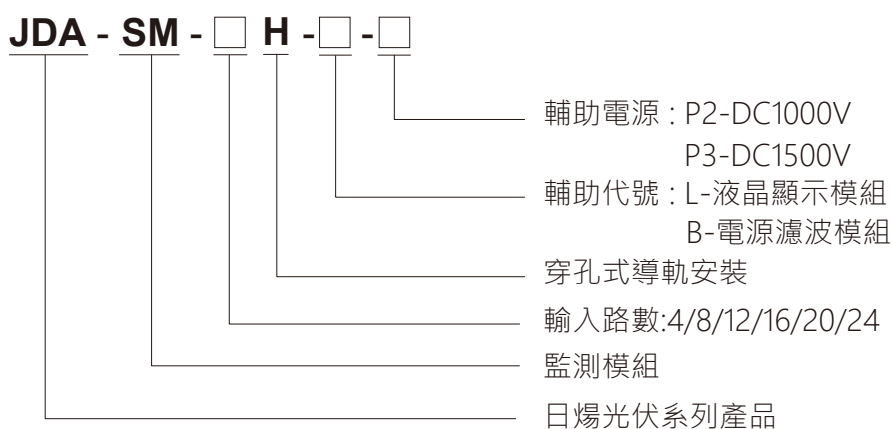 JDA - SM - □ H - □ - □
輔助電源 : P2-DC1000V
P3-DC1500V
輔助代號 : L-液晶顯示模組
B-電源濾波模組
穿孔式導軌安裝
輸入路數:4/8/12/16/20/24
監測模組
日煬光伏系列產品